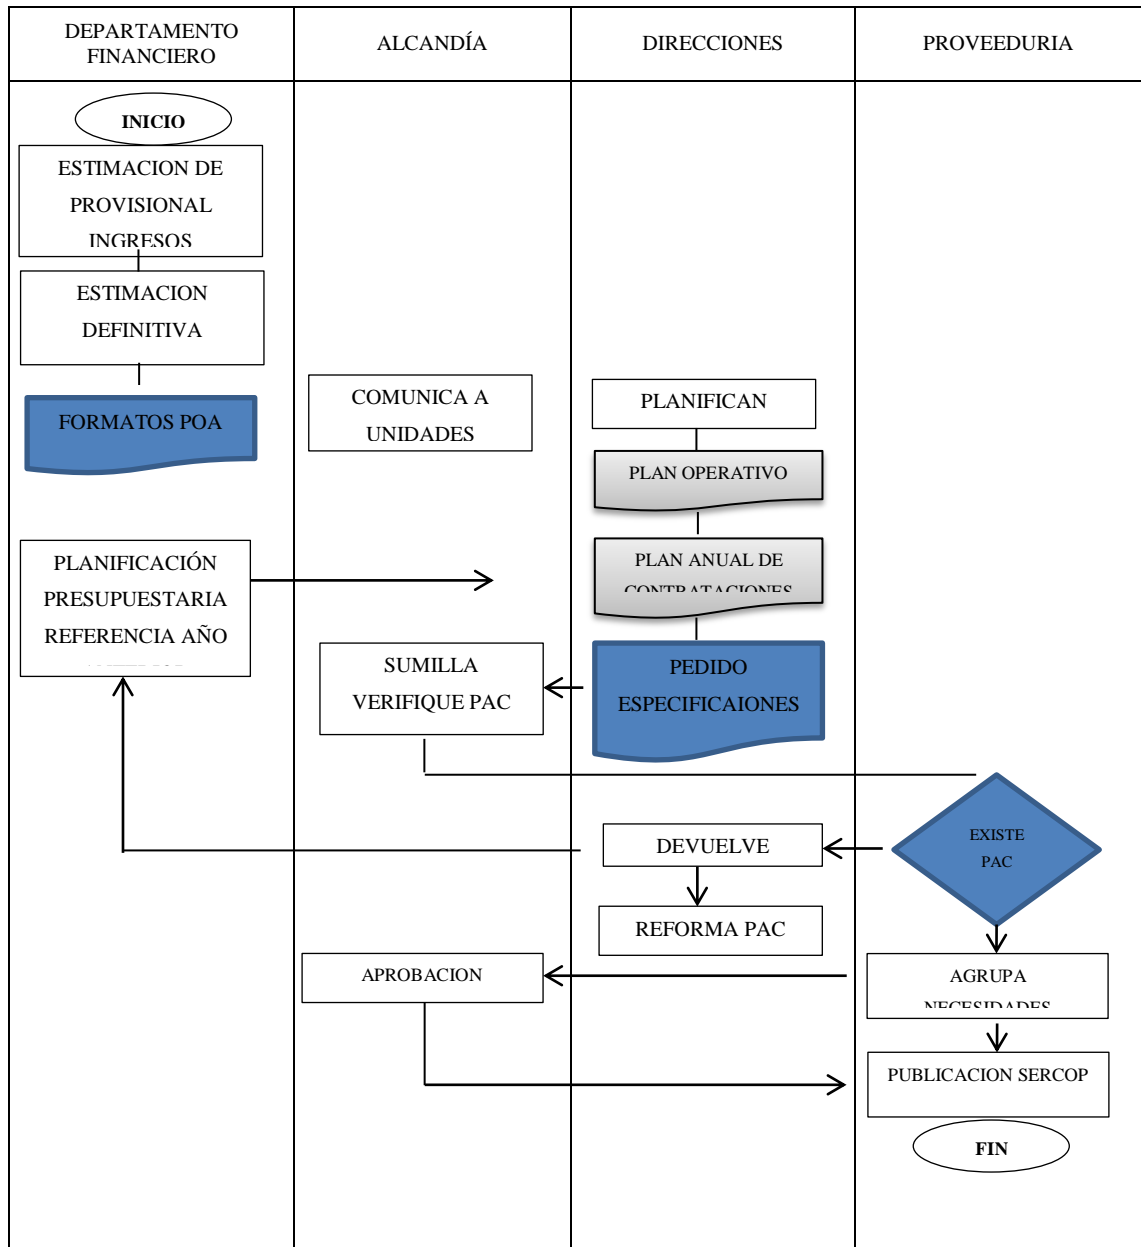 DEPARTAMENTO
FINANCIERO
ALCANDÍA
DIRECCIONES
PROVEEDURIA
INICIO
ESTIMACION DE
PROVISIONAL
INGRESOS
ESTIMACION
DEFINITIVA
FORMATOS POA
COMUNICA A
UNIDADES
PLANIFICAN
PLAN OPERATIVO
PLAN ANUAL DE
CONTRATACIONES
PLANIFICACIÓN
PRESUPUESTARIA
REFERENCIA AÑO
SUMILLA
VERIFIQUE PAC
PEDIDO
ESPECIFICAIONES
EXISTE
PAC
DEVUELVE
REFORMA PAC
APROBACION
AGRUPA
NECESIDADES
PUBLICACION SERCOP
FIN